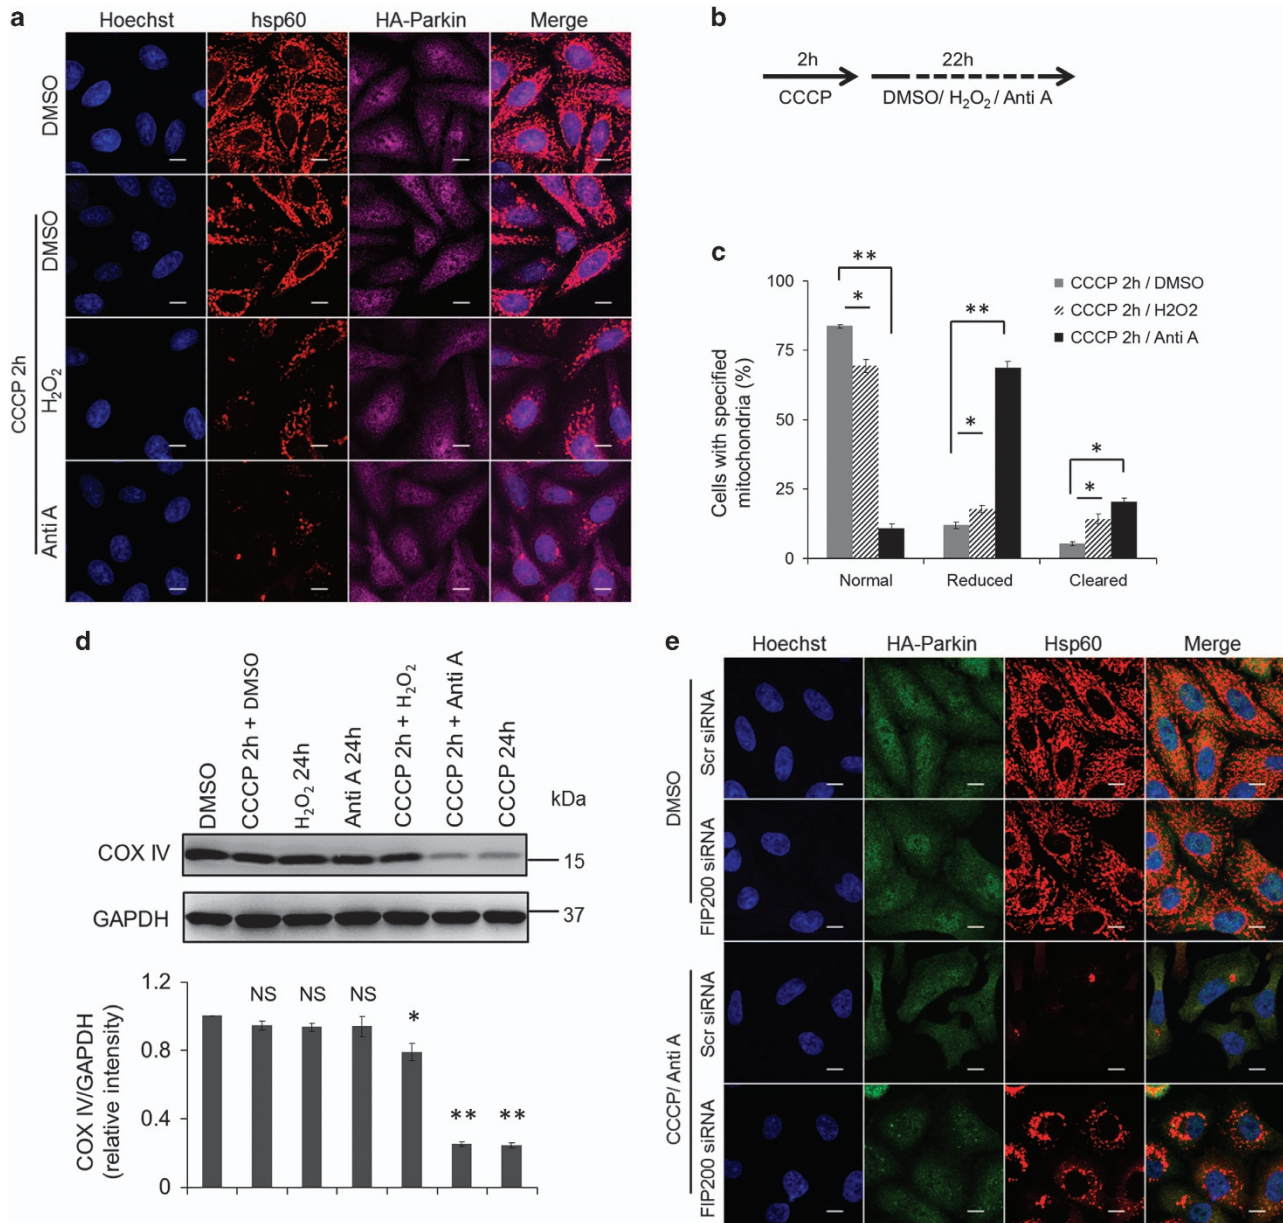 a
Hoechst hsp60 HA-Parkin Merge
DMSO
CCCP 2h
DMSO
H₂O₂
Anti A
b
2h 22h
CCCP DMSO/ H₂O₂ / Anti A
c
** 
*
**
*
*
*
CCCP 2h / DMSO
CCCP 2h / H2O2
CCCP 2h / Anti A
Cells with specified
mitochondria (%)
100
75
50
25
0
Normal Reduced Cleared
d
DMSO
CCCP 2h + DMSO
H₂O₂ 24h
Anti A 24h
CCCP 2h + H₂O₂
CCCP 2h + Anti A
CCCP 24h
kDa
COX IV 15
GAPDH 37
COX IV/GAPDH
(relative intensity)
1.2
0.8
0.4
0
NS NS NS * ** **
e
Hoechst HA-Parkin Hsp60 Merge
DMSO
Scr siRNA
FIP200 siRNA
CCCP/ Anti A
Scr siRNA
FIP200 siRNA